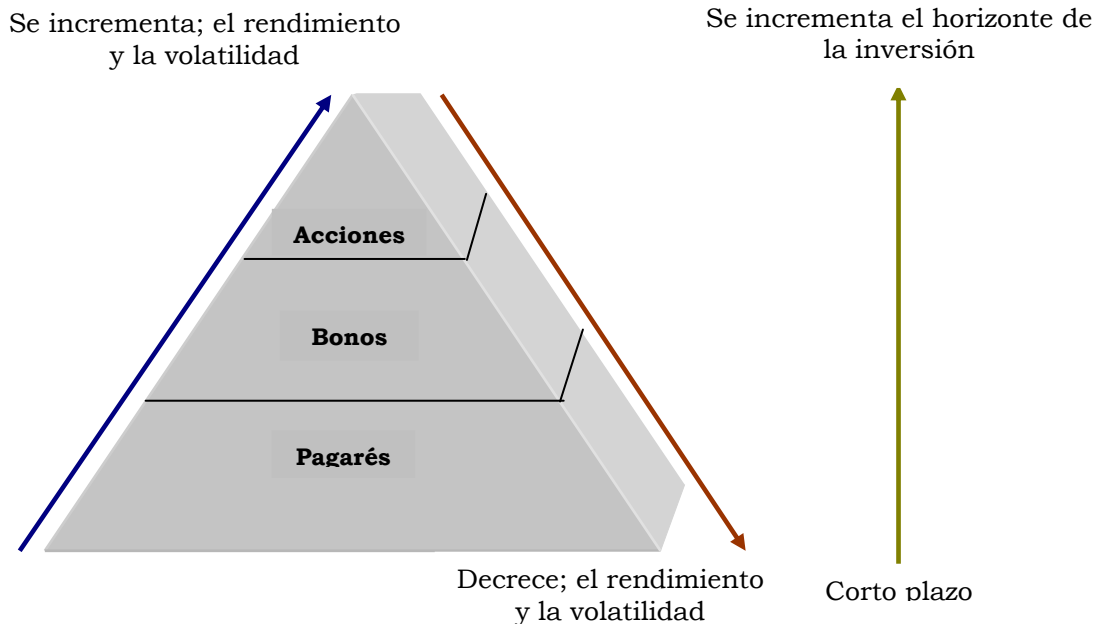 Se incrementa; el rendimiento
y la volatilidad
Se incrementa el horizonte de
la inversión
Acciones
Bonos
Pagarés
Decrece; el rendimiento
y la volatilidad
Corto plazo